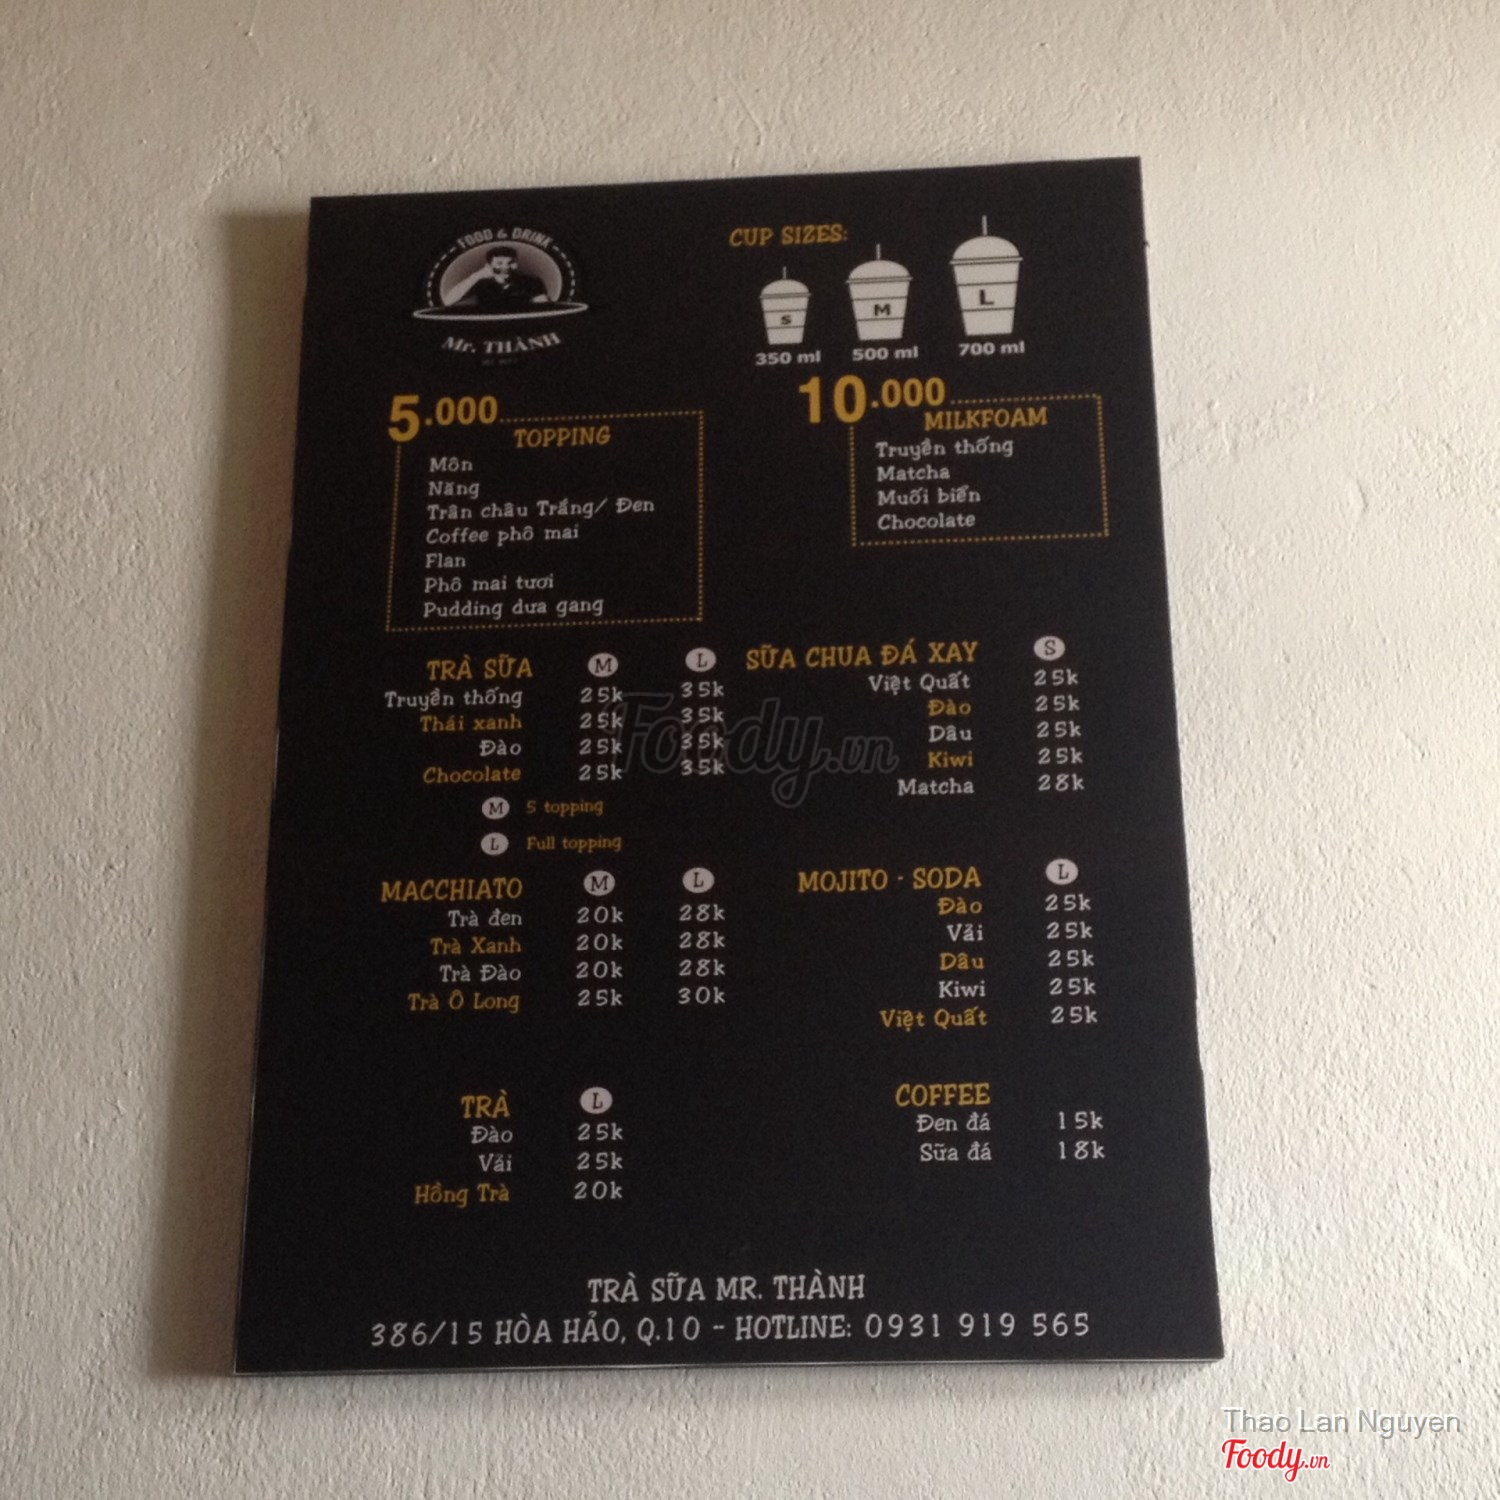 FOOD & DRINK
Mr. THÀNH
CUP SIZES:
S M L
350 ml 500 ml 700 ml
5.000
TOPPING
Môn
Năng
Trân châu Trắng/ Đen
Coffee phô mai
Flan
Phô mai tươi
Pudding dưa gang
10.000
MILKFOAM
Truyền thống
Matcha
Muối biển
Chocolate
TRÀ SỮA M L
Truyền thống 25k 35k
Thái xanh 25k 35k
Đào 25k 35k
Chocolate 25k 35k
M 5 topping
L Full topping
SỮA CHUA ĐÁ XAY S
Việt Quất 25k
Đào 25k
Dâu 25k
Kiwi 25k
Matcha 28k
MACCHIATO M L
Trà đen 20k 28k
Trà Xanh 20k 28k
Trà Đào 20k 28k
Trà Ô Long 25k 30k
MOJITO - SODA L
Đào 25k
Vải 25k
Dâu 25k
Kiwi 25k
Việt Quất 25k
TRÀ L
Đào 25k
Vải 25k
Hồng Trà 20k
COFFEE
Đen đá 15k
Sữa đá 18k
TRÀ SỮA MR. THÀNH
386/15 HÒA HẢO, Q.10 - HOTLINE: 0931 919 565
Foody.vn
Thao Lan Nguyen
Foody.vn